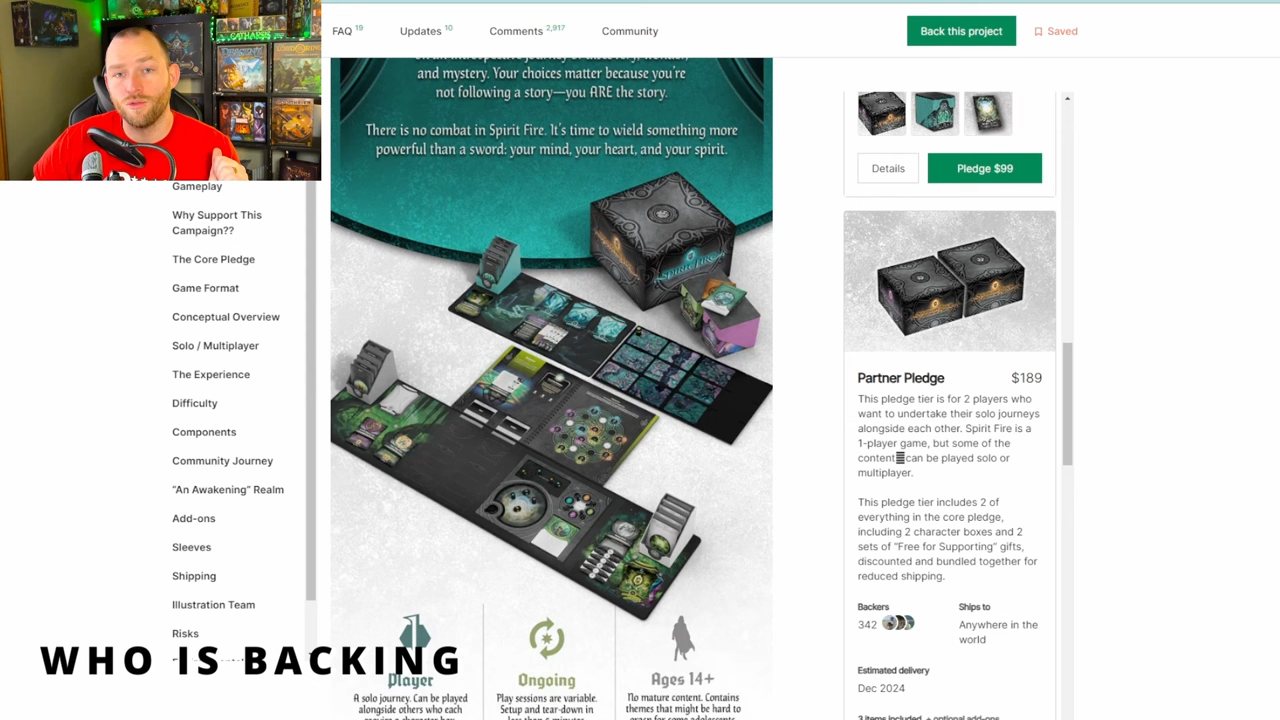 FAQ 19
Updates 10
Comments 2,917
Community
Back this project
Saved
CATHARSIS
DESCENT
and mystery. Your choices matter because you're
not following a story—you ARE the story.
There is no combat in Spirit Fire. It's time to wield something more
powerful than a sword: your mind, your heart, and your spirit.
Gameplay
Why Support This
Campaign??
The Core Pledge
Game Format
Conceptual Overview
Solo / Multiplayer
The Experience
Difficulty
Components
Community Journey
"An Awakening" Realm
Add-ons
Sleeves
Shipping
Illustration Team
Risks
WHO IS BACKING
Player
A solo journey. Can be played
alongside others who each
Ongoing
Play sessions are variable.
Setup and tear-down in
Ages 14+
No mature content. Contains
themes that might be hard to
Details
Pledge $99
Partner Pledge
$189
This pledge tier is for 2 players who
want to undertake their solo journeys
alongside each other. Spirit Fire is a
1-player game, but some of the
content can be played solo or
multiplayer.
This pledge tier includes 2 of
everything in the core pledge,
including 2 character boxes and 2
sets of "Free for Supporting" gifts,
discounted and bundled together for
reduced shipping.
Backers
342
Ships to
Anywhere in the
world
Estimated delivery
Dec 2024
3 items included + optional add-ons